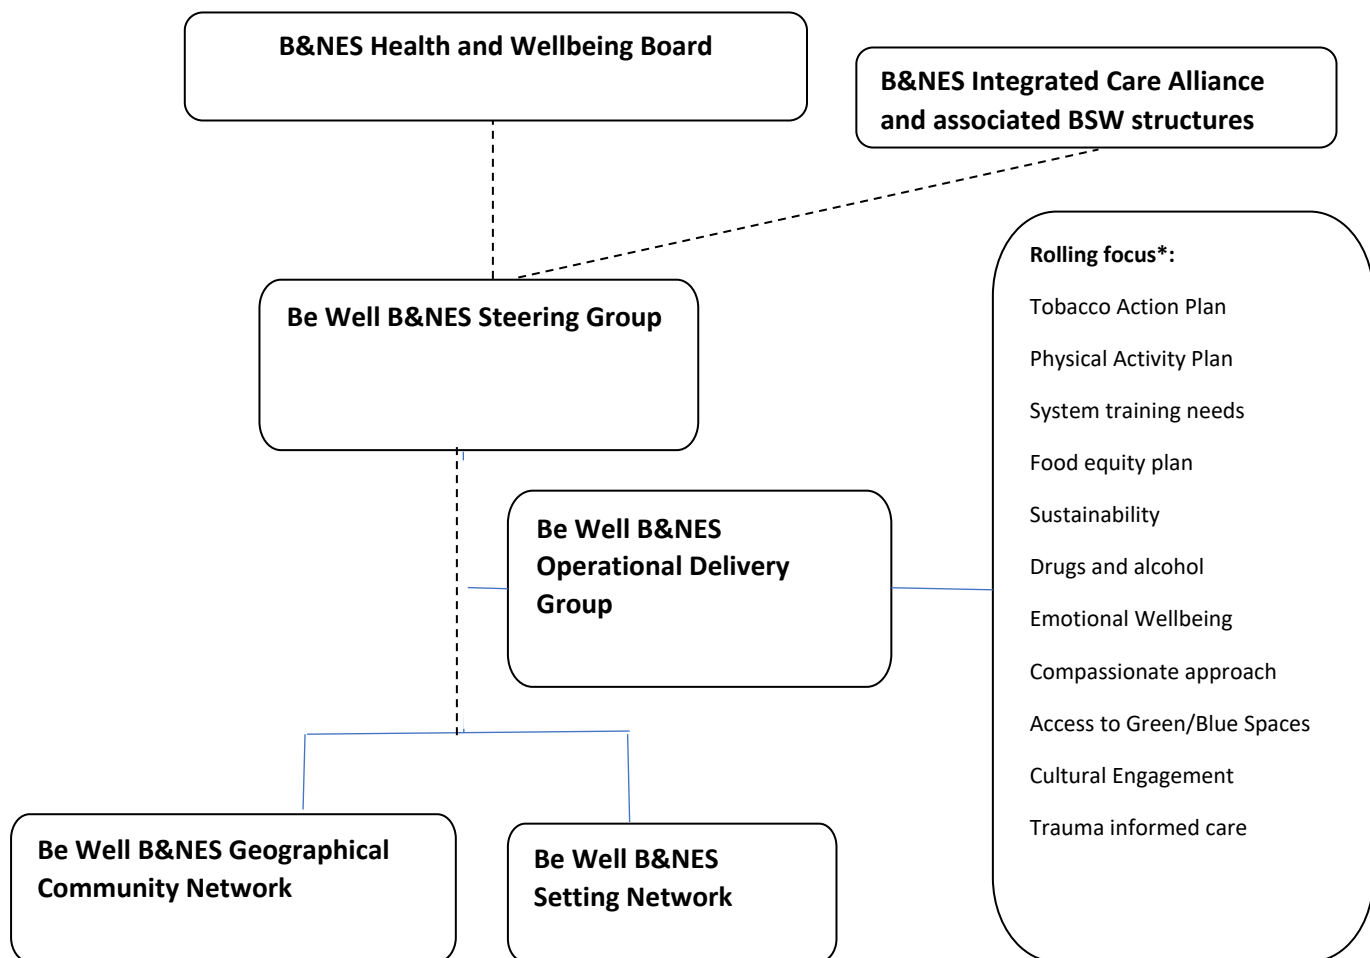 B&NES Health and Wellbeing Board
B&NES Integrated Care Alliance
and associated BSW structures
Be Well B&NES Steering Group
Be Well B&NES
Operational Delivery
Group
Rolling focus*:
Tobacco Action Plan
Physical Activity Plan
System training needs
Food equity plan
Sustainability
Drugs and alcohol
Emotional Wellbeing
Compassionate approach
Access to Green/Blue Spaces
Cultural Engagement
Trauma informed care
Be Well B&NES Geographical
Community Network
Be Well B&NES
Setting Network